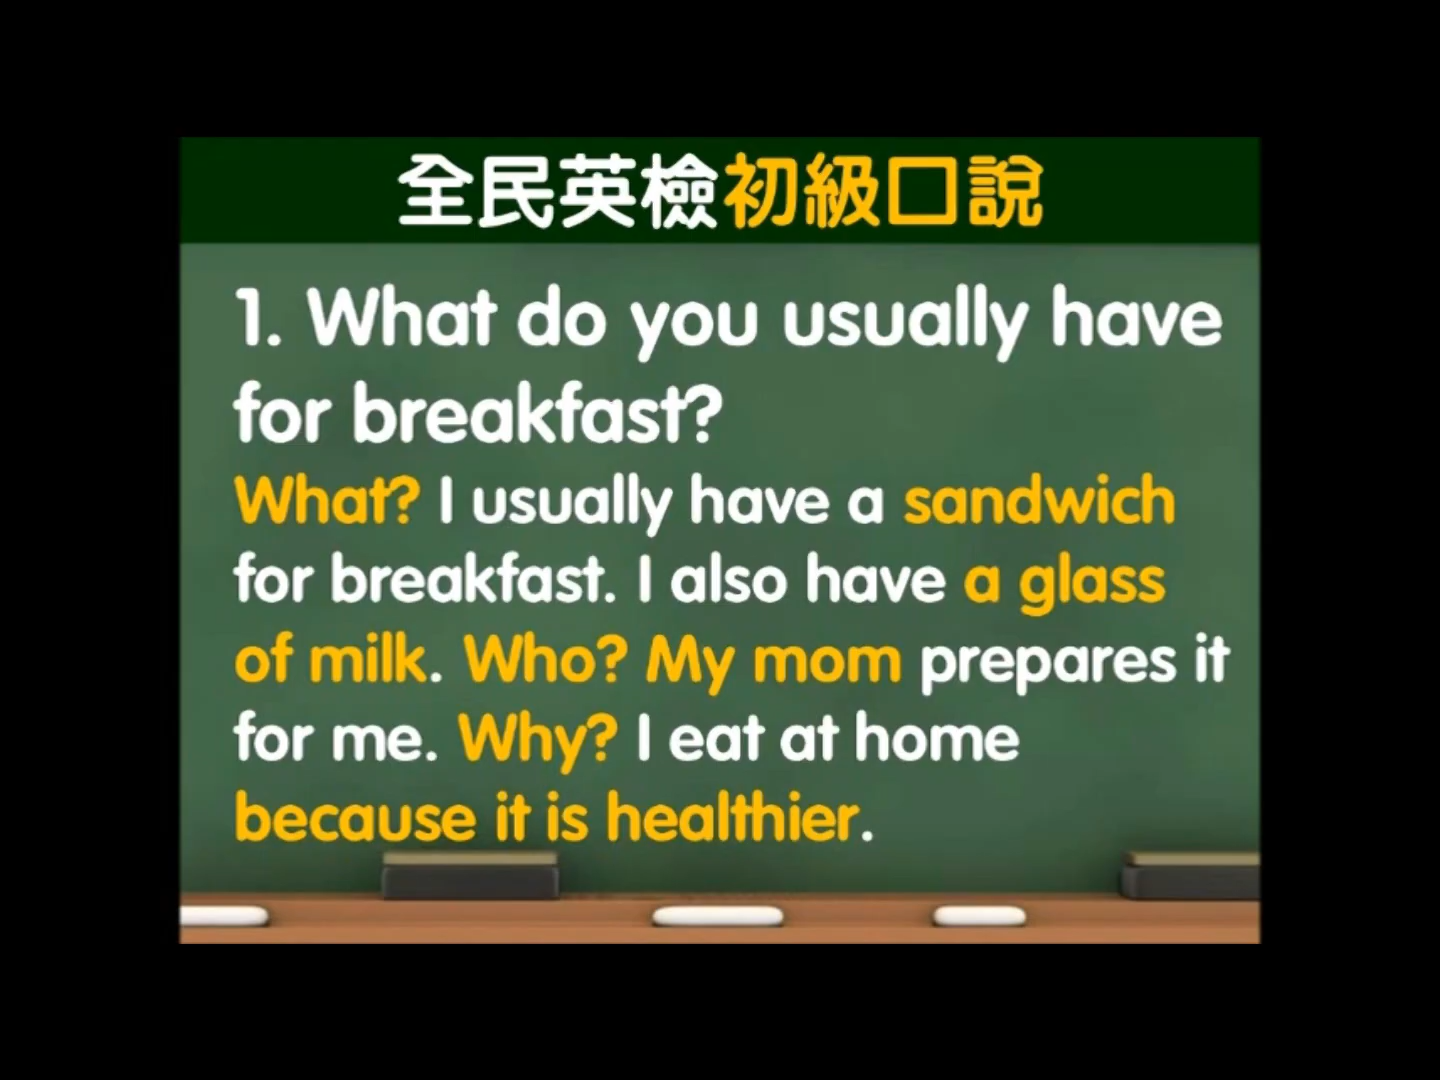 全民英檢初級口說
1. What do you usually have
for breakfast?
What? I usually have a sandwich
for breakfast. I also have a glass
of milk. Who? My mom prepares it
for me. Why? I eat at home
because it is healthier.